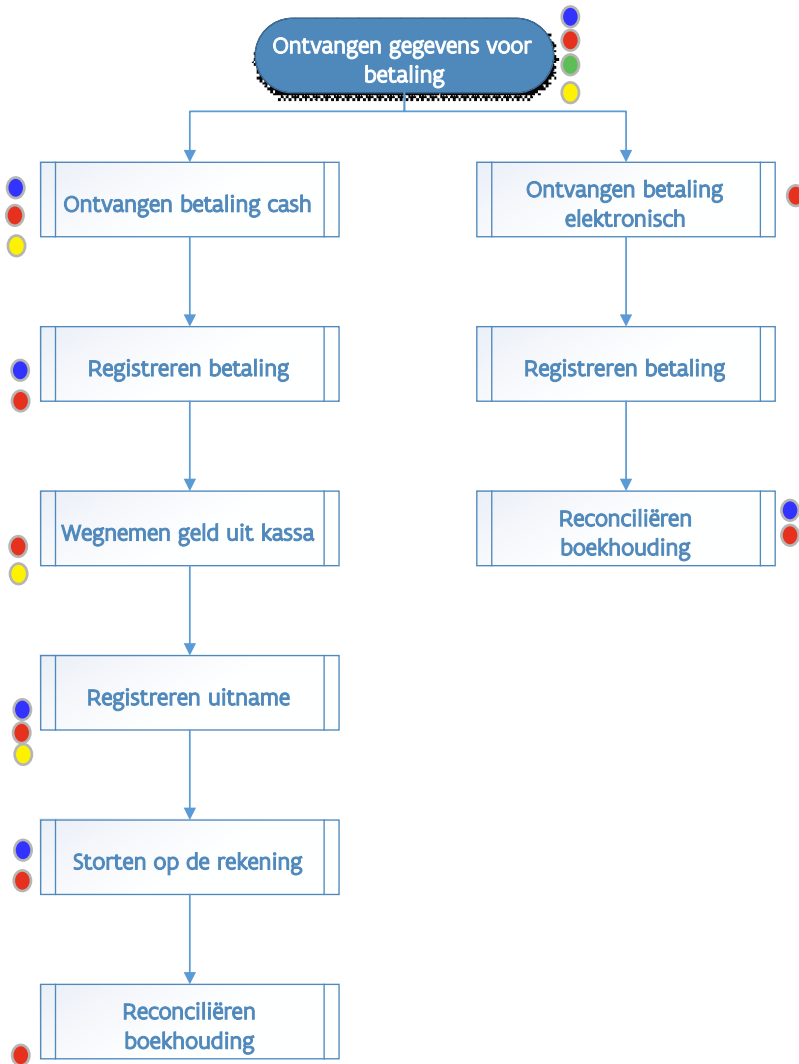 Ontvangen gegevens voor
betaling
Ontvangen betaling cash
Ontvangen betaling
elektronisch
Registreren betaling
Registreren betaling
Wegnemen geld uit kassa
Reconciliëren
boekhouding
Registreren uitname
Storten op de rekening
Reconciliëren
boekhouding